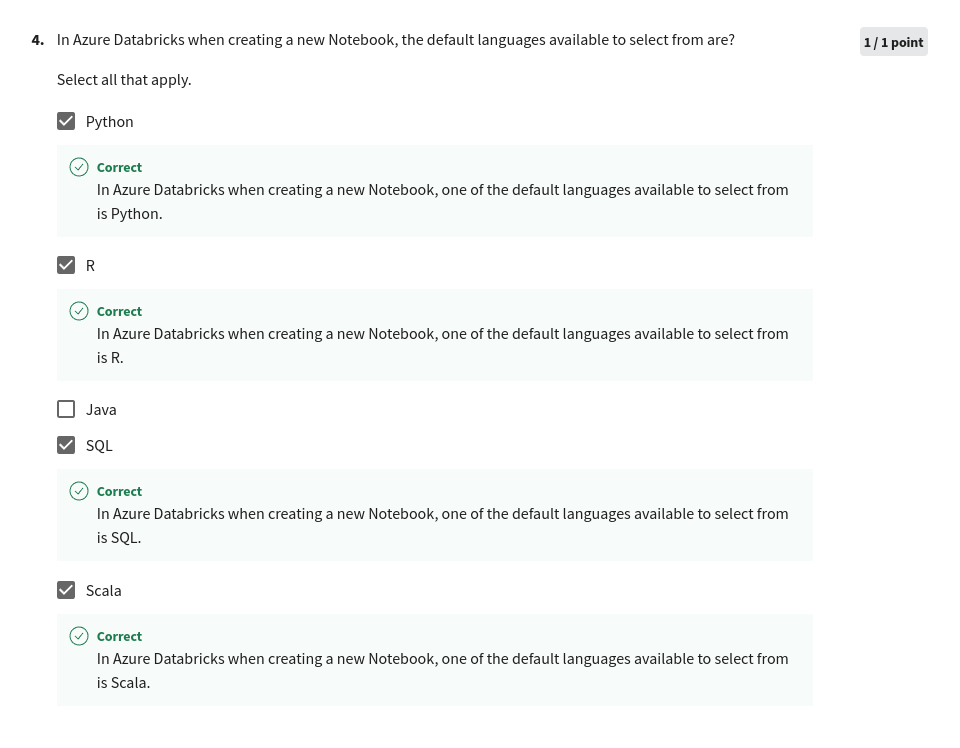 4. In Azure Databricks when creating a new Notebook, the default languages available to select from are?
1 / 1 point
Select all that apply.
Python
Correct
In Azure Databricks when creating a new Notebook, one of the default languages available to select from
is Python.
R
Correct
In Azure Databricks when creating a new Notebook, one of the default languages available to select from
is R.
Java
SQL
Correct
In Azure Databricks when creating a new Notebook, one of the default languages available to select from
is SQL.
Scala
Correct
In Azure Databricks when creating a new Notebook, one of the default languages available to select from
is Scala.